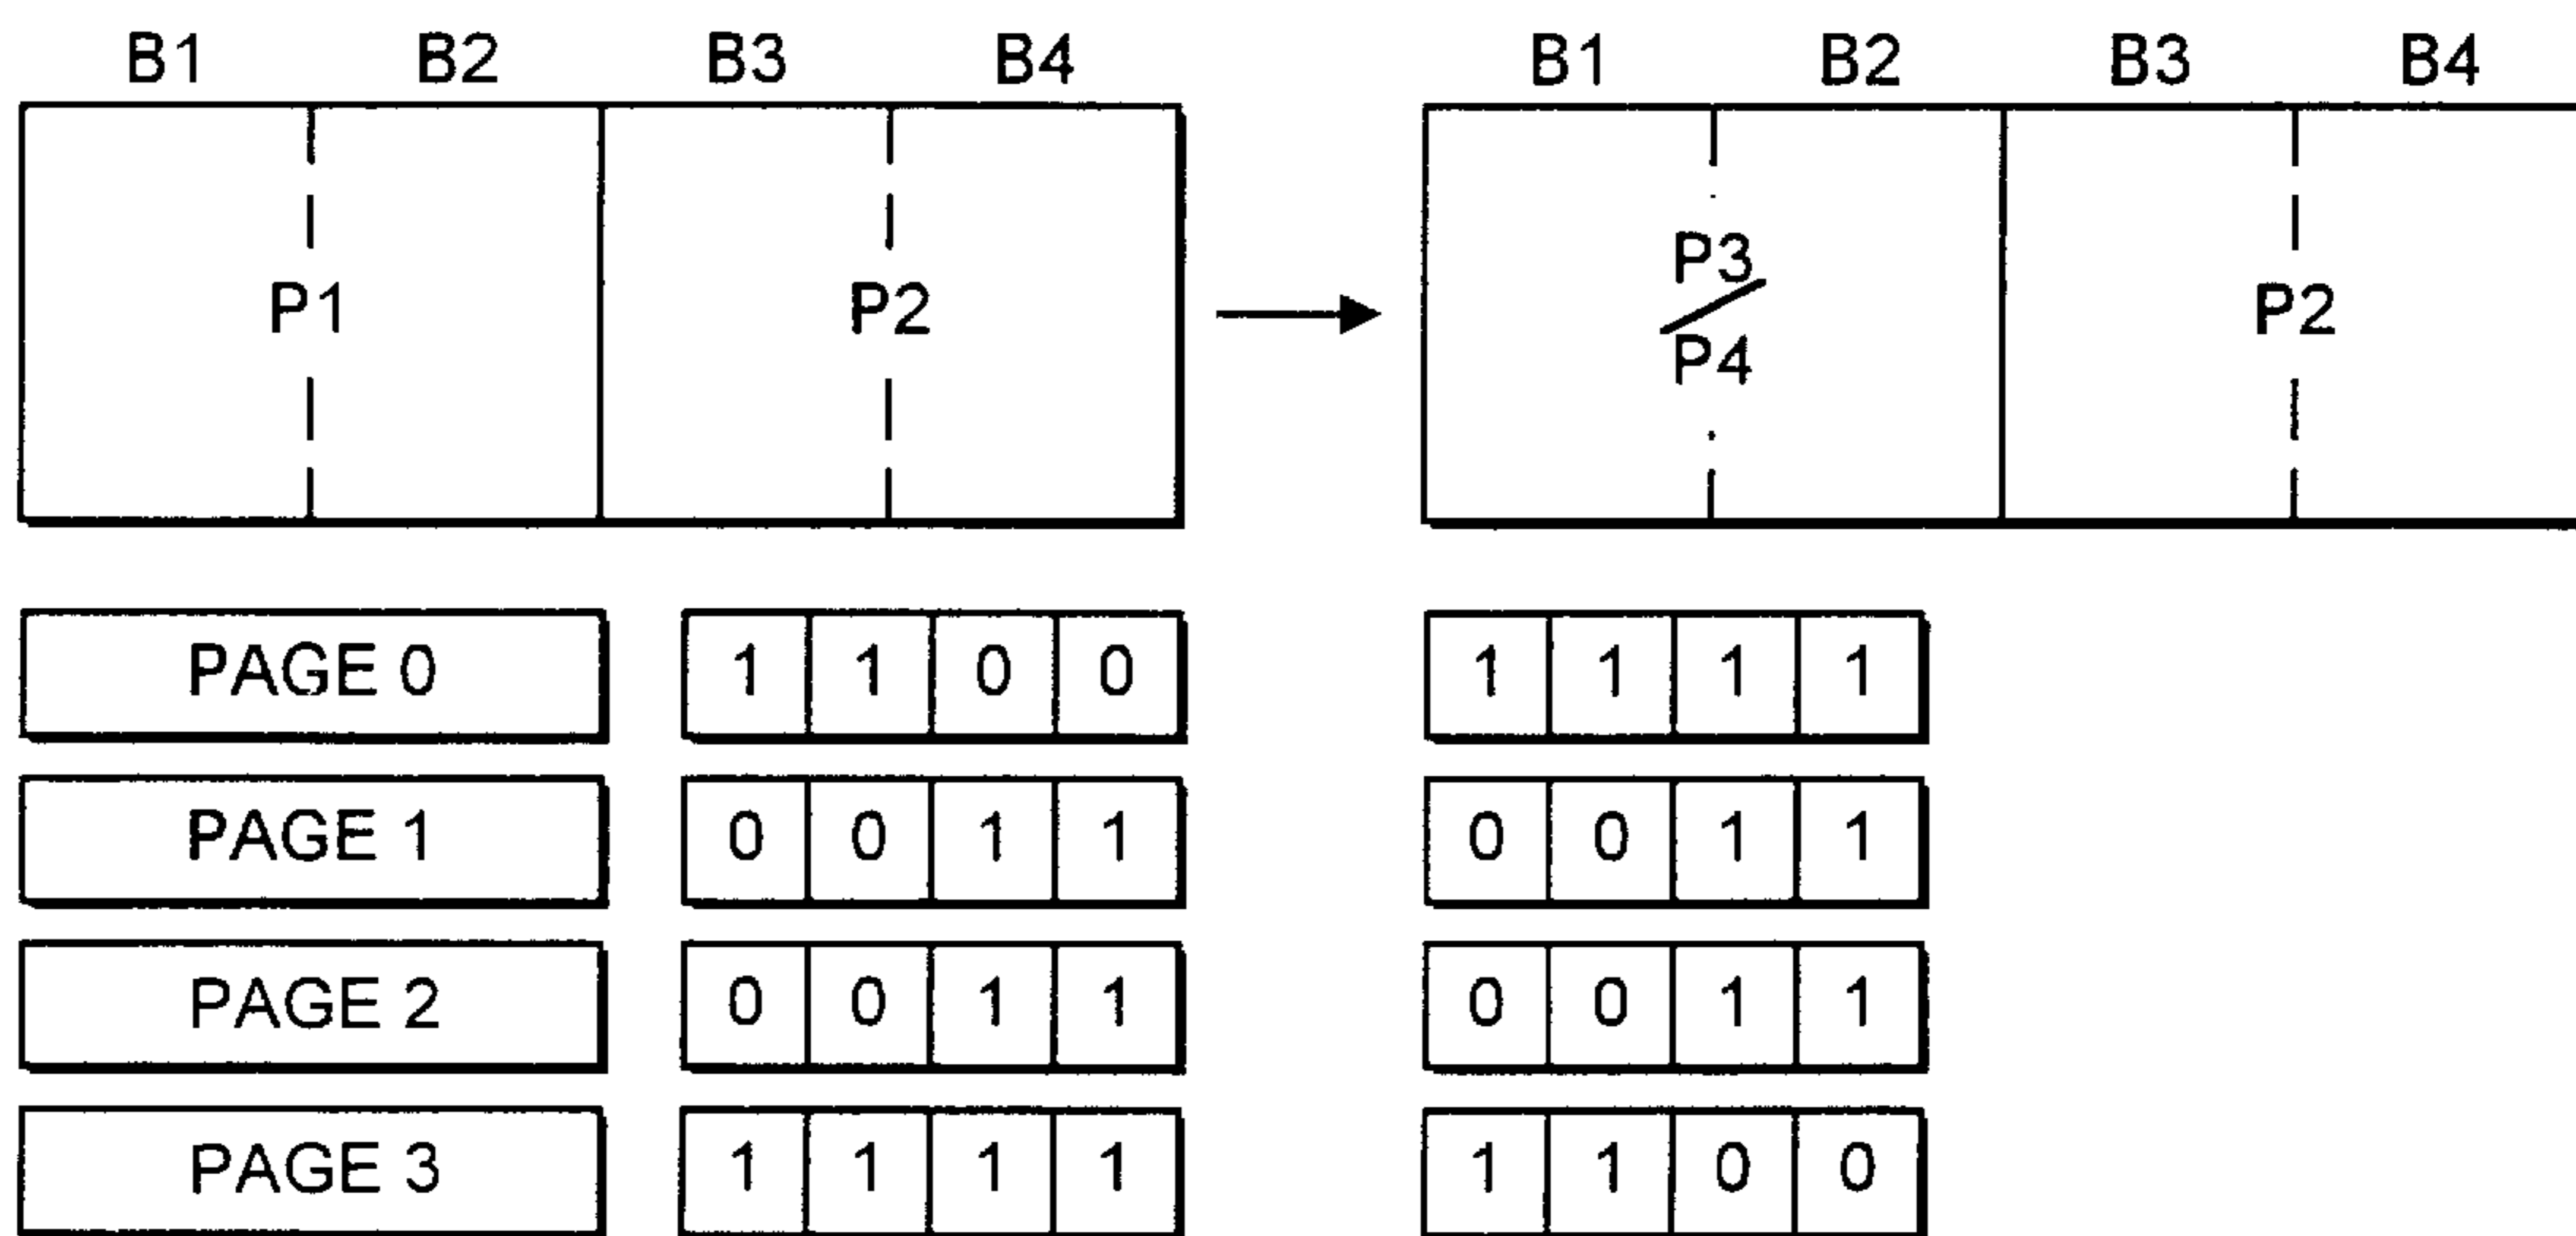 B1 B2 B3 B4 B1 B2 B3 B4
P3
P1 P2 P2
P4
PAGE 0 1 1 0 0 1 1 1 1
PAGE 1 0 0 1 1 0 0 1 1
PAGE 2 0 0 1 1 0 0 1 1
PAGE 3 1 1 1 1 1 1 0 0